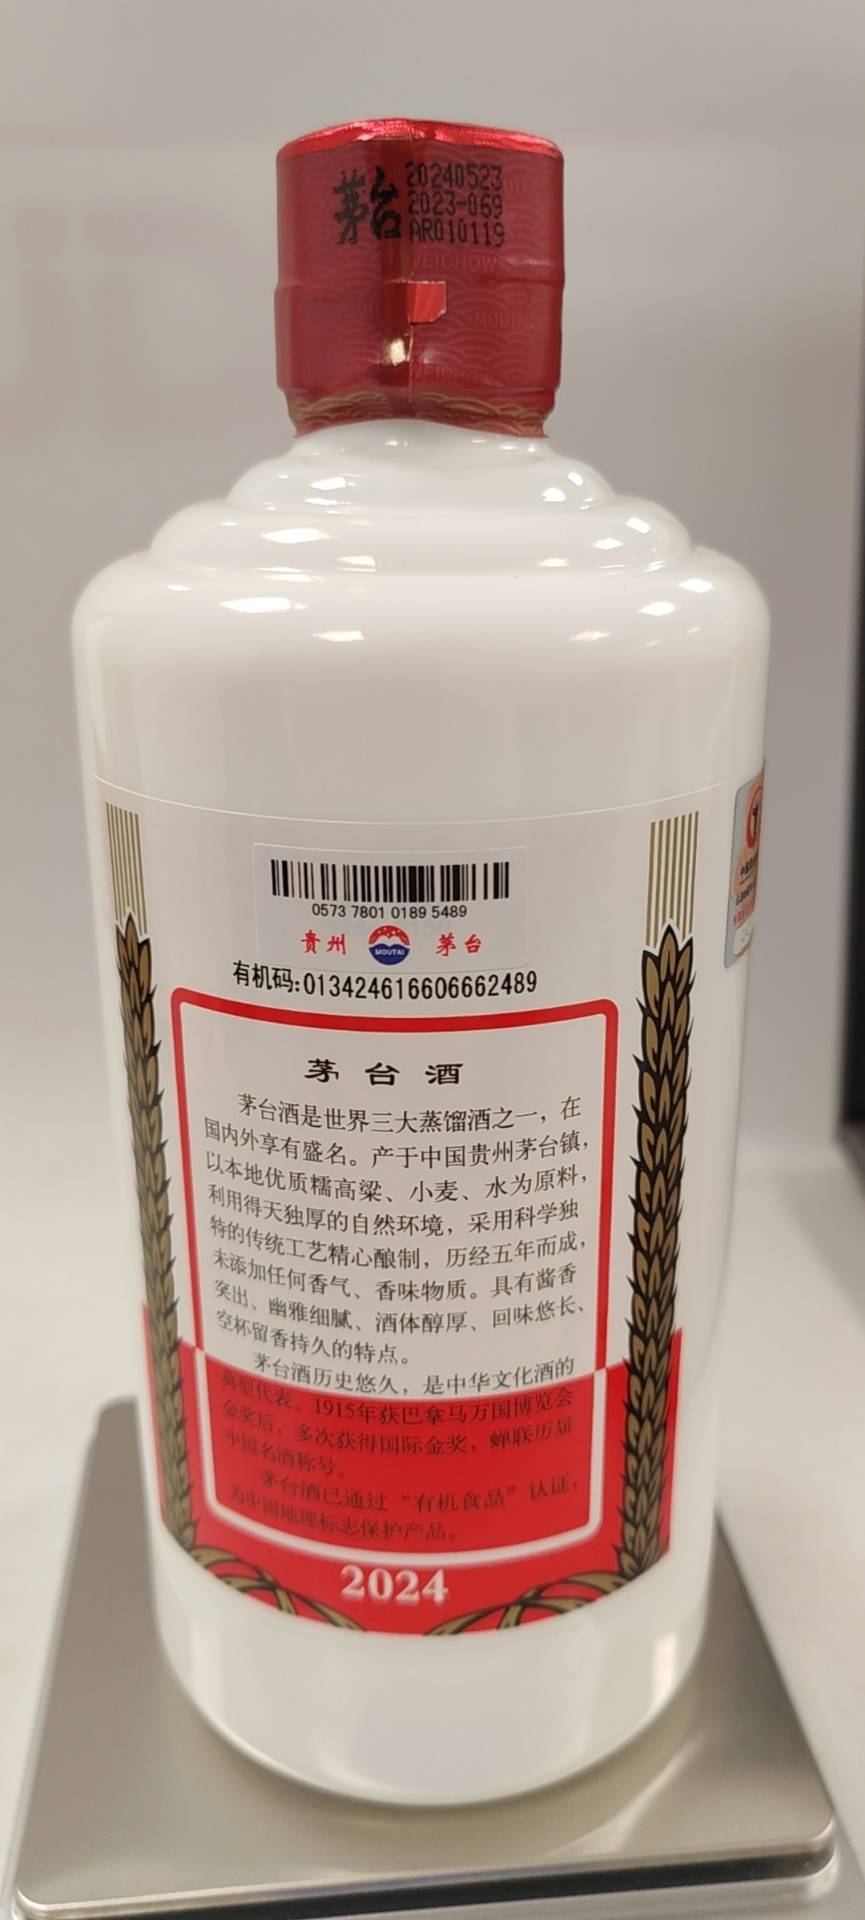 茅台
20240523
2023-069
AR010119
WEICHOW
KWEICHOW
MOUTAI
WEICHOW
0573 7801 0189 5489
贵州 MOUTAI 茅台
有机码:013424616606662489
茅台酒
茅台酒是世界三大蒸馏酒之一，在
国内外享有盛名。产于中国贵州茅台镇，
以本地优质糯高粱、小麦、水为原料，
利用得天独厚的自然环境，采用科学独
特的传统工艺精心酿制，历经五年而成，
未添加任何香气、香味物质。具有酱香
突出、幽雅细腻、酒体醇厚、回味悠长、
空杯留香持久的特点。
茅台酒历史悠久，是中华文化酒的
典型代表。1915年获巴拿马万国博览会
金奖后，多次获得国际金奖，蝉联历届
中国名酒称号。
茅台酒已通过“有机食品”认证，
为中国地理标志保护产品。
2024